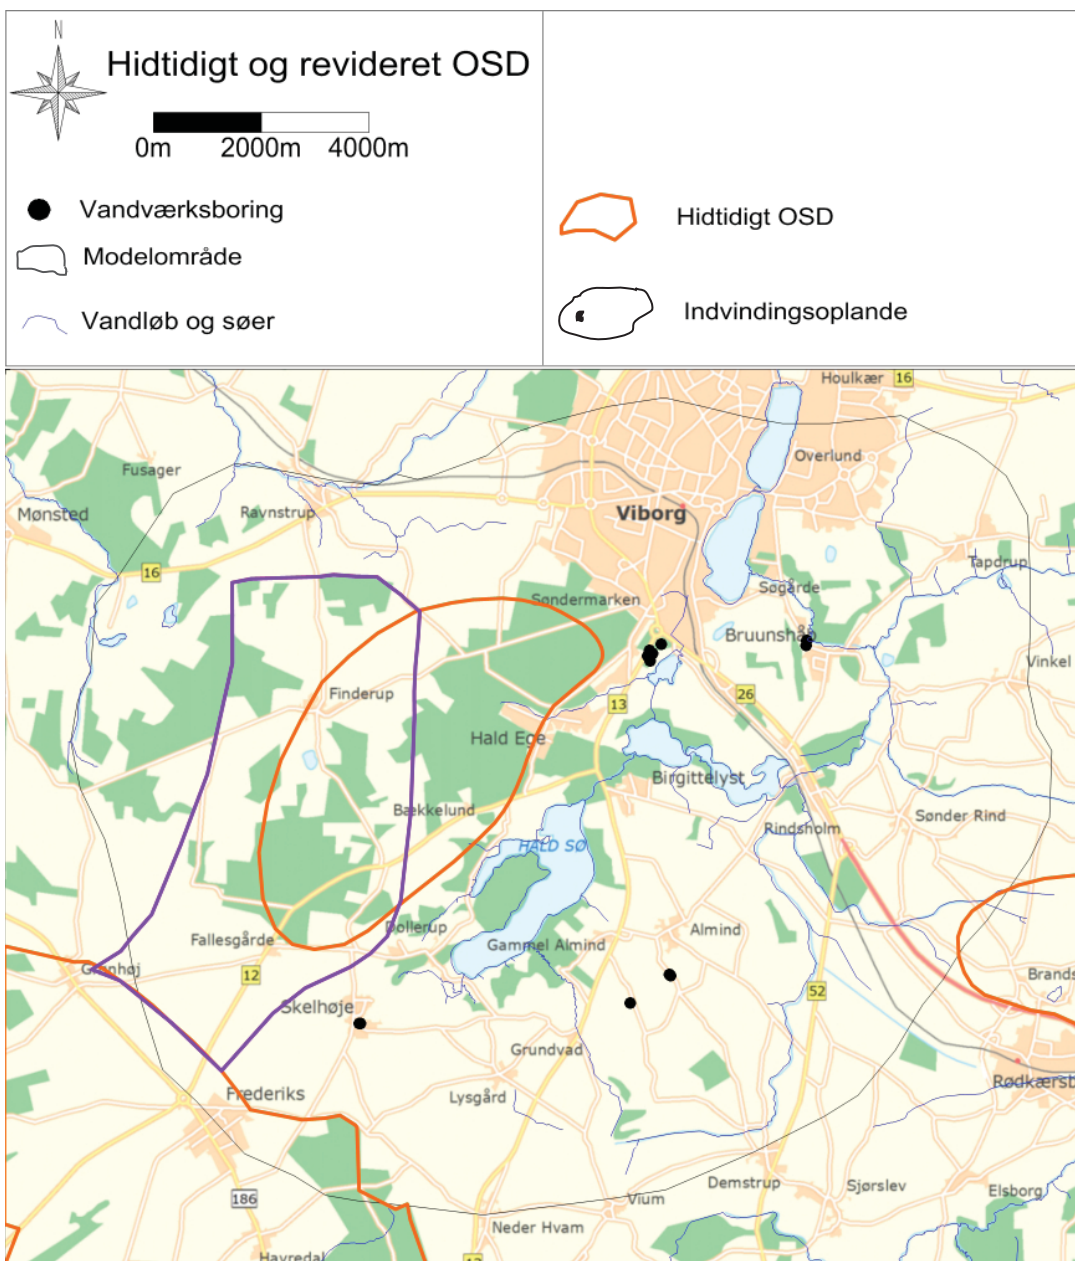 N
Hidtidigt og revideret OSD
0m 2000m 4000m
Vandværksboring
Modelområde
Vandløb og søer
Hidtidigt OSD
Indvindingsoplande
Houlkær 16
Fusager
Overlund
Mønsted
Ravnstrup
Viborg
16
Tapdrup
Søndermarken
Søgårde
Bruunshåb
Vinkel
Finderup
13
26
Hald Ege
Birgittelyst
Bækkelund
Sønder Rind
Rindsholm
HALD SØ
Dollerup
Almind
Fallesgårde
Gammel Almind
Grønhøj
12
Brands
52
Skelhøje
Grundvad
Rødkærst
Frederiks
Lysgård
Demstrup
Sjørslev
Elsborg
186
Vium
Neder Hvam
Havredal
13